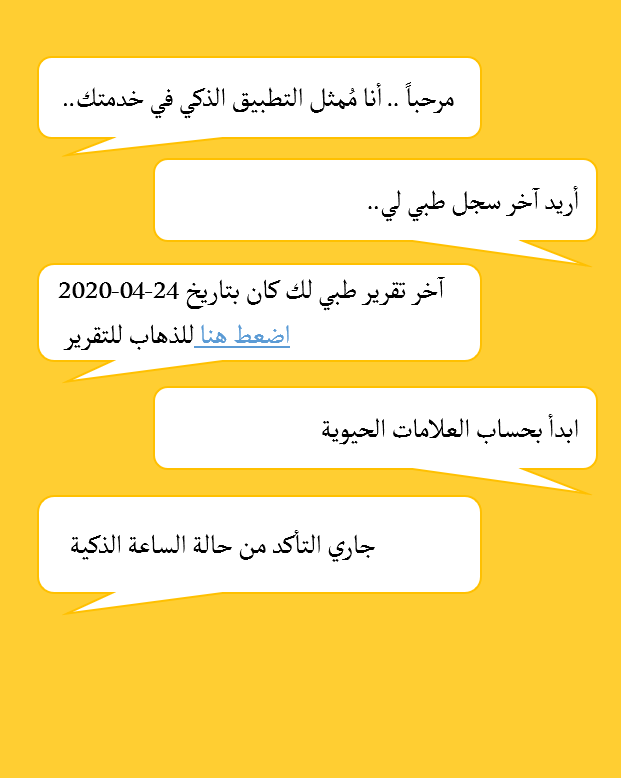 مرحباً .. أنا مُمثل التطبيق الذكي في خدمتك..
أريد آخر سجل طبي لي..
آخر تقرير طبي لك كان بتاريخ 24-04-2020
اضعط هنا للذهاب للتقرير
ابدأ بحساب العلامات الحيوية
جاري التأكد من حالة الساعة الذكية